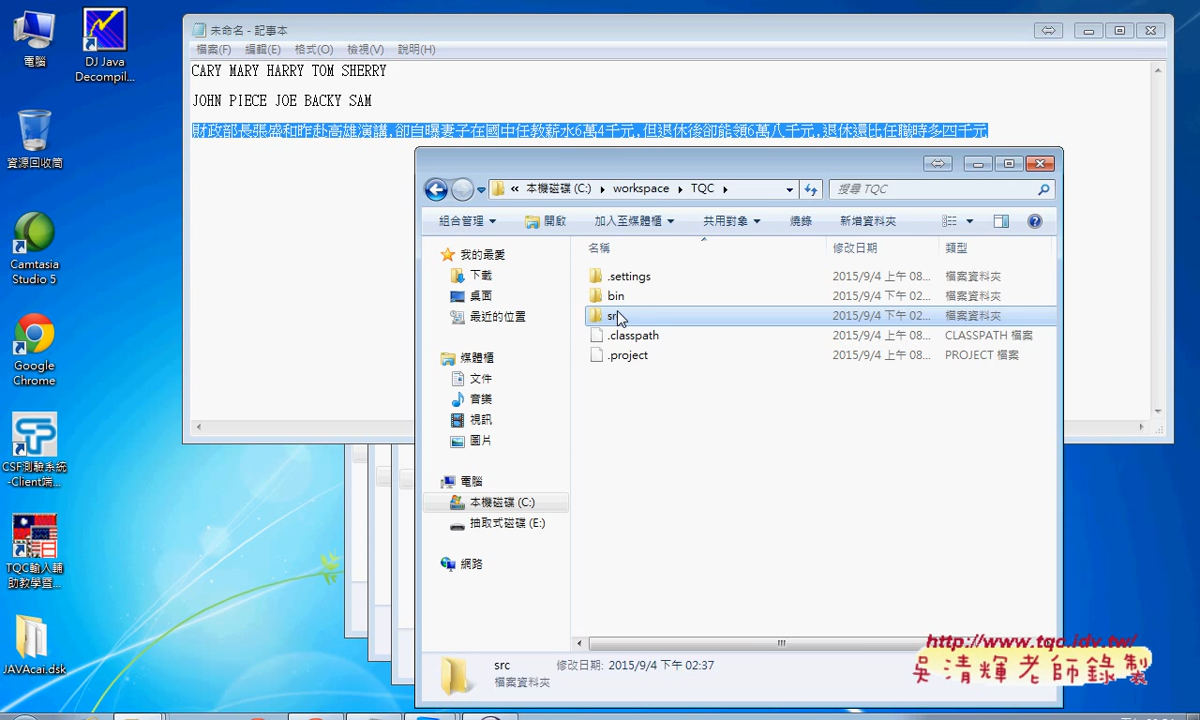 電腦
DJ Java
Decompil...
資源回收筒
Camtasia
Studio 5
Google
Chrome
CSF測驗系統
-Client端...
TQC輸入輔
助教學暨...
JAVAcai.dsk
未命名 - 記事本
檔案(F) 編輯(E) 格式(O) 檢視(V) 說明(H)
CARY MARY HARRY TOM SHERRY
JOHN PIECE JOE BACKY SAM
財政部長張盛和昨赴高雄演講,卻自曝妻子在國中任教薪水6萬4千元,但退休後卻能領6萬八千元,退休還比任職時多四千元
« 本機磁碟 (C:) ▸ workspace ▸ TQC ▸
搜尋 TQC
組合管理 開啟 加入至媒體櫃 共用對象 燒錄 新增資料夾
我的最愛
下載
桌面
最近的位置
媒體櫃
文件
音樂
視訊
圖片
電腦
本機磁碟 (C:)
抽取式磁碟 (E:)
網路
名稱 修改日期 類型
.settings 2015/9/4 上午 08... 檔案資料夾
bin 2015/9/4 下午 02... 檔案資料夾
src 2015/9/4 下午 02... 檔案資料夾
.classpath 2015/9/4 上午 08... CLASSPATH 檔案
.project 2015/9/4 上午 08... PROJECT 檔案
src 修改日期: 2015/9/4 下午 02:37
檔案資料夾
http://www.tqc.idv.tw/
吳清輝老師錄製